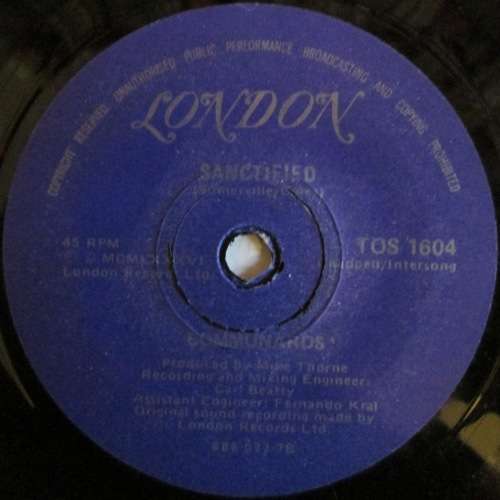 COPYRIGHT RESERVED UNAUTHORISED PUBLIC PERFORMANCE BROADCASTING AND COPYING PROHIBITED
LONDON
SANCTIFIED
45 RPM
TOS 1604
London Records Ltd.
COMMUNARDS
Produced by Mike Thorne
Recording and Mixing Engineer:
Carl Beatty
Assistant Engineer: Fernando Kral
Original sound recording made by
London Records Ltd.